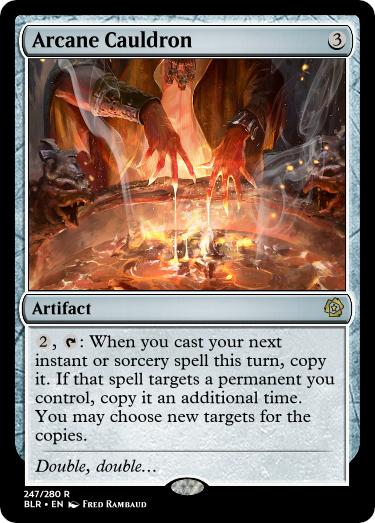 Arcane Cauldron 3
Artifact
2, T: When you cast your next
instant or sorcery spell this turn, copy
it. If that spell targets a permanent you
control, copy it an additional time.
You may choose new targets for the
copies.
Double, double…
247/280 R
BLR • EN Fred Rambaud